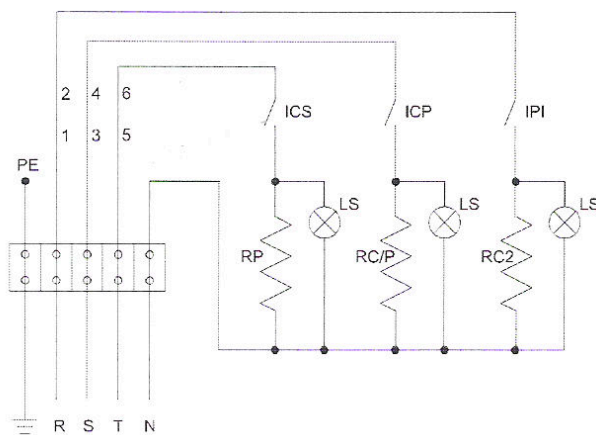 2 4 6
ICS ICP IPI
1 3 5
PE
LS LS LS
RP RC/P RC2
R S T N